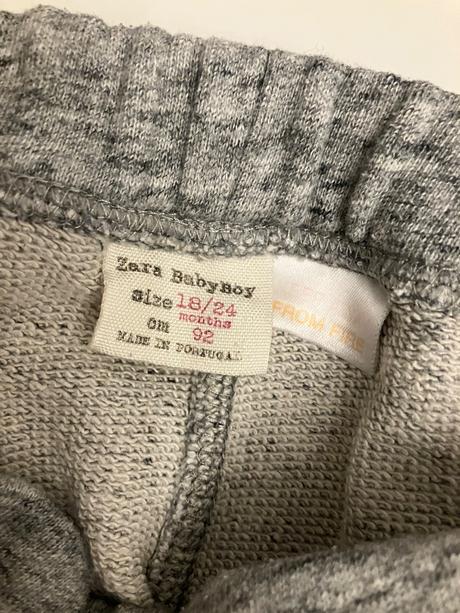 Zara BabyBoy
size 18/24
months
cm 92
MADE IN PORTUGAL
FROM FIRE